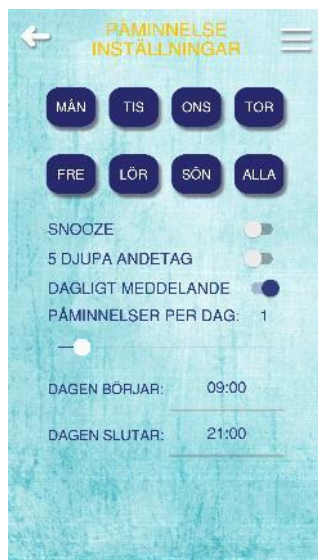 PÅMINNELSE
INSTÄLLNINGAR
MÅN TIS ONS TOR
FRE LÖR SÖN ALLA
SNOOZE
5 DJUPA ANDETAG
DAGLIGT MEDDELANDE
PÅMINNELSER PER DAG: 1
DAGEN BÖRJAR: 09:00
DAGEN SLUTAR: 21:00